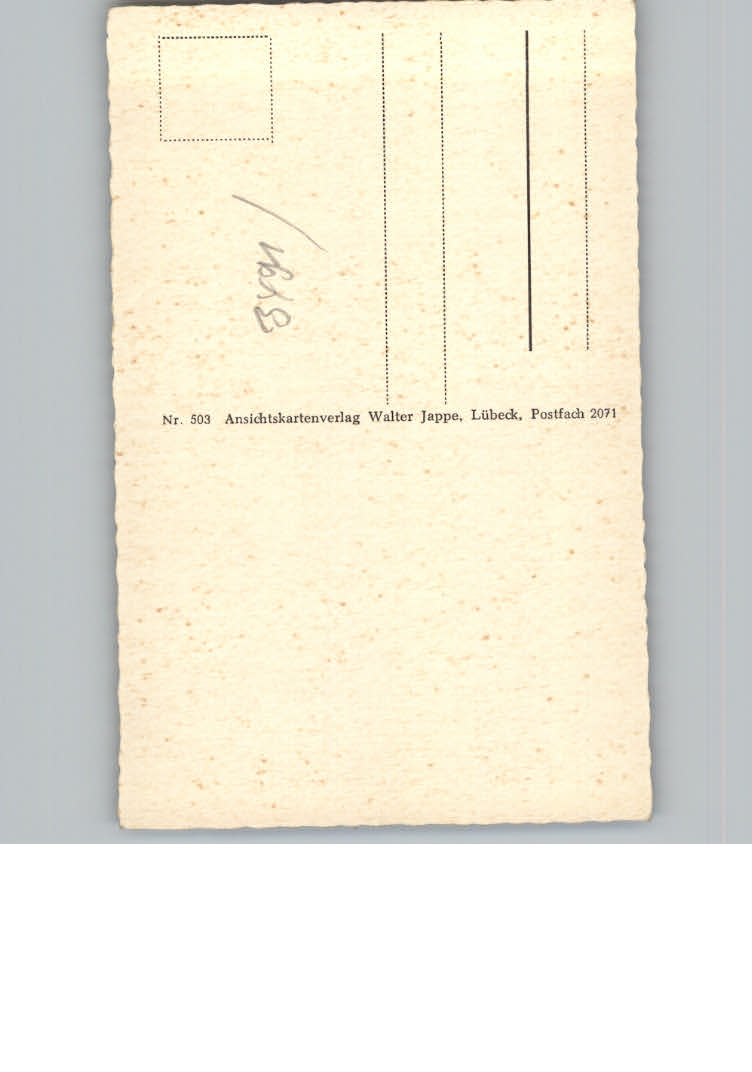 Nr. 503 Ansichtskartenverlag Walter Jappe, Lübeck, Postfach 2071